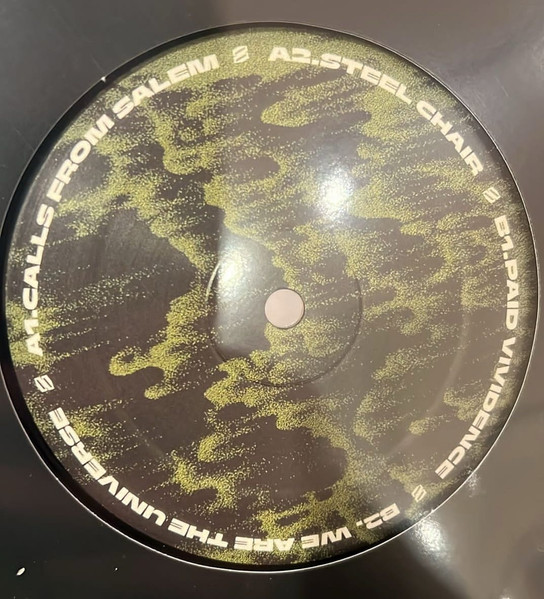 A1.CALLS FROM SALEM
A2.STEEL CHAIR
B1.PAID VIVIDENCE
B2. WE ARE THE UNIVERSE